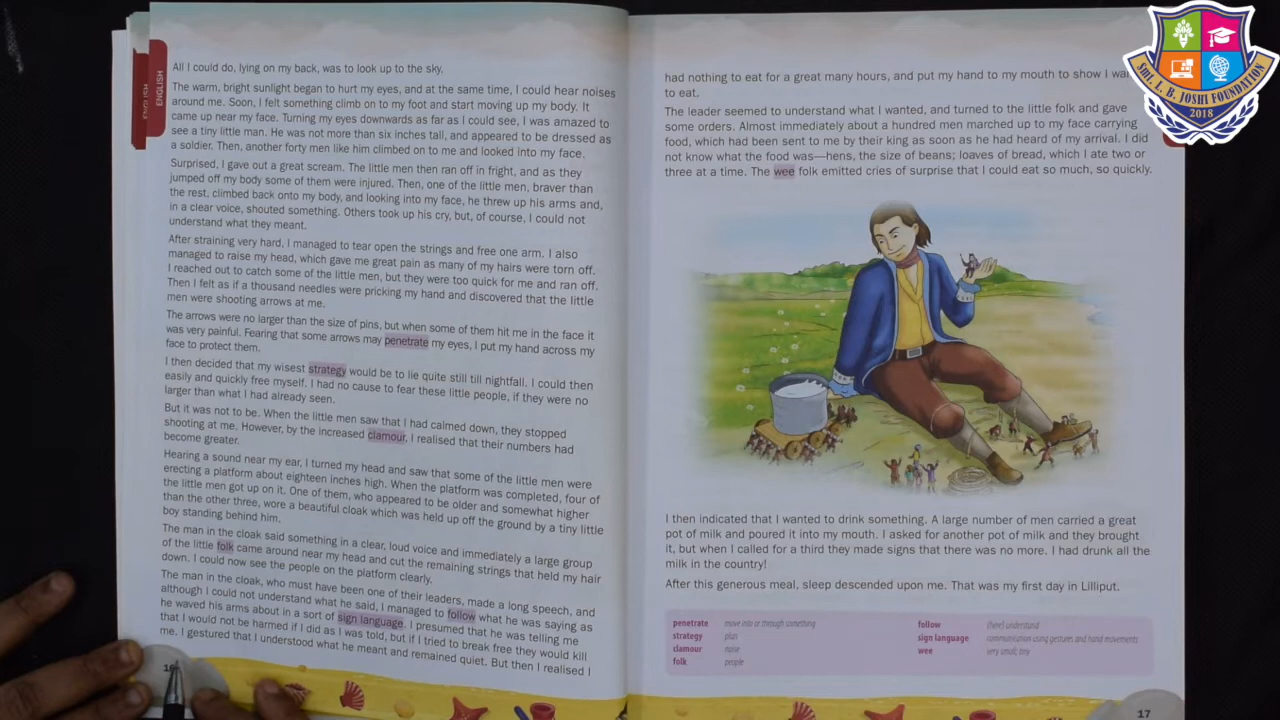 ENGLISH
ENGLISH
All I could do, lying on my back, was to look up to the sky.
The warm, bright sunlight began to hurt my eyes, and at the same time, I could hear noises
around me. Soon, I felt something climb on to my foot and start moving up my body. It
came up near my face. Turning my eyes downwards as far as I could see, I was amazed to
see a tiny little man. He was not more than six inches tall, and appeared to be dressed as
a soldier. Then, another forty men like him climbed on to me and looked into my face.
Surprised, I gave out a great scream. The little men then ran off in fright, and as they
jumped off my body some of them were injured. Then, one of the little men, braver than
the rest, climbed back onto my body, and looking into my face, he threw up his arms and,
in a clear voice, shouted something. Others took up his cry, but, of course, I could not
understand what they meant.
After straining very hard, I managed to tear open the strings and free one arm. I also
managed to raise my head, which gave me great pain as many of my hairs were torn off.
I reached out to catch some of the little men, but they were too quick for me and ran off.
Then I felt as if a thousand needles were pricking my hand and discovered that the little
men were shooting arrows at me.
The arrows were no larger than the size of pins, but when some of them hit me in the face it
was very painful. Fearing that some arrows may penetrate my eyes, I put my hand across my
face to protect them.
I then decided that my wisest strategy would be to lie quite still till nightfall. I could then
easily and quickly free myself. I had no cause to fear these little people, if they were no
larger than what I had already seen.
But it was not to be. When the little men saw that I had calmed down, they stopped
shooting at me. However, by the increased clamour, I realised that their numbers had
become greater.
Hearing a sound near my ear, I turned my head and saw that some of the little men were
erecting a platform about eighteen inches high. When the platform was completed, four of
the little men got up on it. One of them, who appeared to be older and somewhat higher
than the other three, wore a beautiful cloak which was held up off the ground by a tiny little
boy standing behind him.
The man in the cloak said something in a clear, loud voice and immediately a large group
of the little folk came around near my head and cut the remaining strings that held my hair
down. I could now see the people on the platform clearly.
The man in the cloak, who must have been one of their leaders, made a long speech, and
although I could not understand what he said, I managed to follow what he was saying as
he waved his arms about in a sort of sign language. I presumed that he was telling me
that I would not be harmed if I did as I was told, but if I tried to break free they would kill
me. I gestured that I understood what he meant and remained quiet. But then I realised I
had nothing to eat for a great many hours, and put my hand to my mouth to show I
to eat.
The leader seemed to understand what I wanted, and turned to the little folk and gave
some orders. Almost immediately about a hundred men marched up to my face carrying
food, which had been sent to me by their king as soon as he had heard of my arrival. I did
not know what the food was—hens, the size of beans; loaves of bread, which I ate two or
three at a time. The wee folk emitted cries of surprise that I could eat so much, so quickly.
I then indicated that I wanted to drink something. A large number of men carried a great
pot of milk and poured it into my mouth. I asked for another pot of milk and they brought
it, but when I called for a third they made signs that there was no more. I had drunk all the
milk in the country!
After this generous meal, sleep descended upon me. That was my first day in Lilliput.
penetrate move into or through something
strategy plan
clamour noise
folk people
follow (here) understand
sign language communication using gestures and hand movements
wee very small; tiny
17
Smt. L. B. JOSHI FOUNDATION
2018